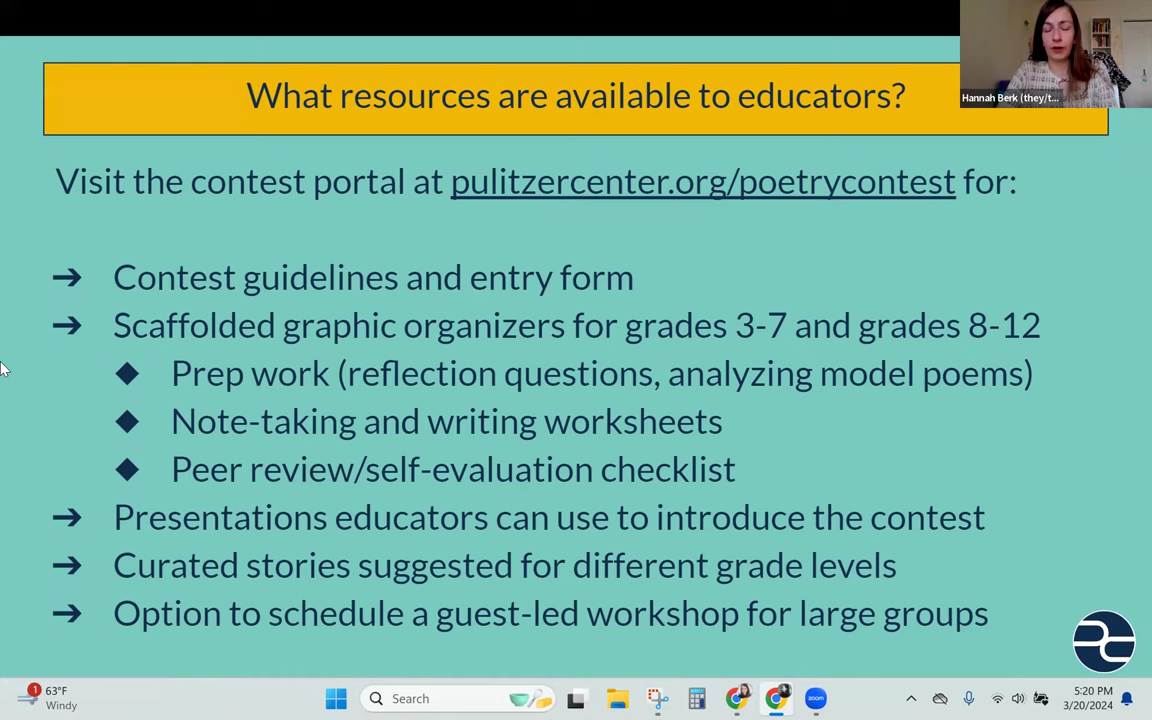 What resources are available to educators?
Hannah Berk (they/t...
Visit the contest portal at pulitzercenter.org/poetrycontest for:
➔ Contest guidelines and entry form
➔ Scaffolded graphic organizers for grades 3-7 and grades 8-12
◆ Prep work (reflection questions, analyzing model poems)
◆ Note-taking and writing worksheets
◆ Peer review/self-evaluation checklist
➔ Presentations educators can use to introduce the contest
➔ Curated stories suggested for different grade levels
➔ Option to schedule a guest-led workshop for large groups
1
63°F
Windy
Search
zoom
5:20 PM
3/20/2024